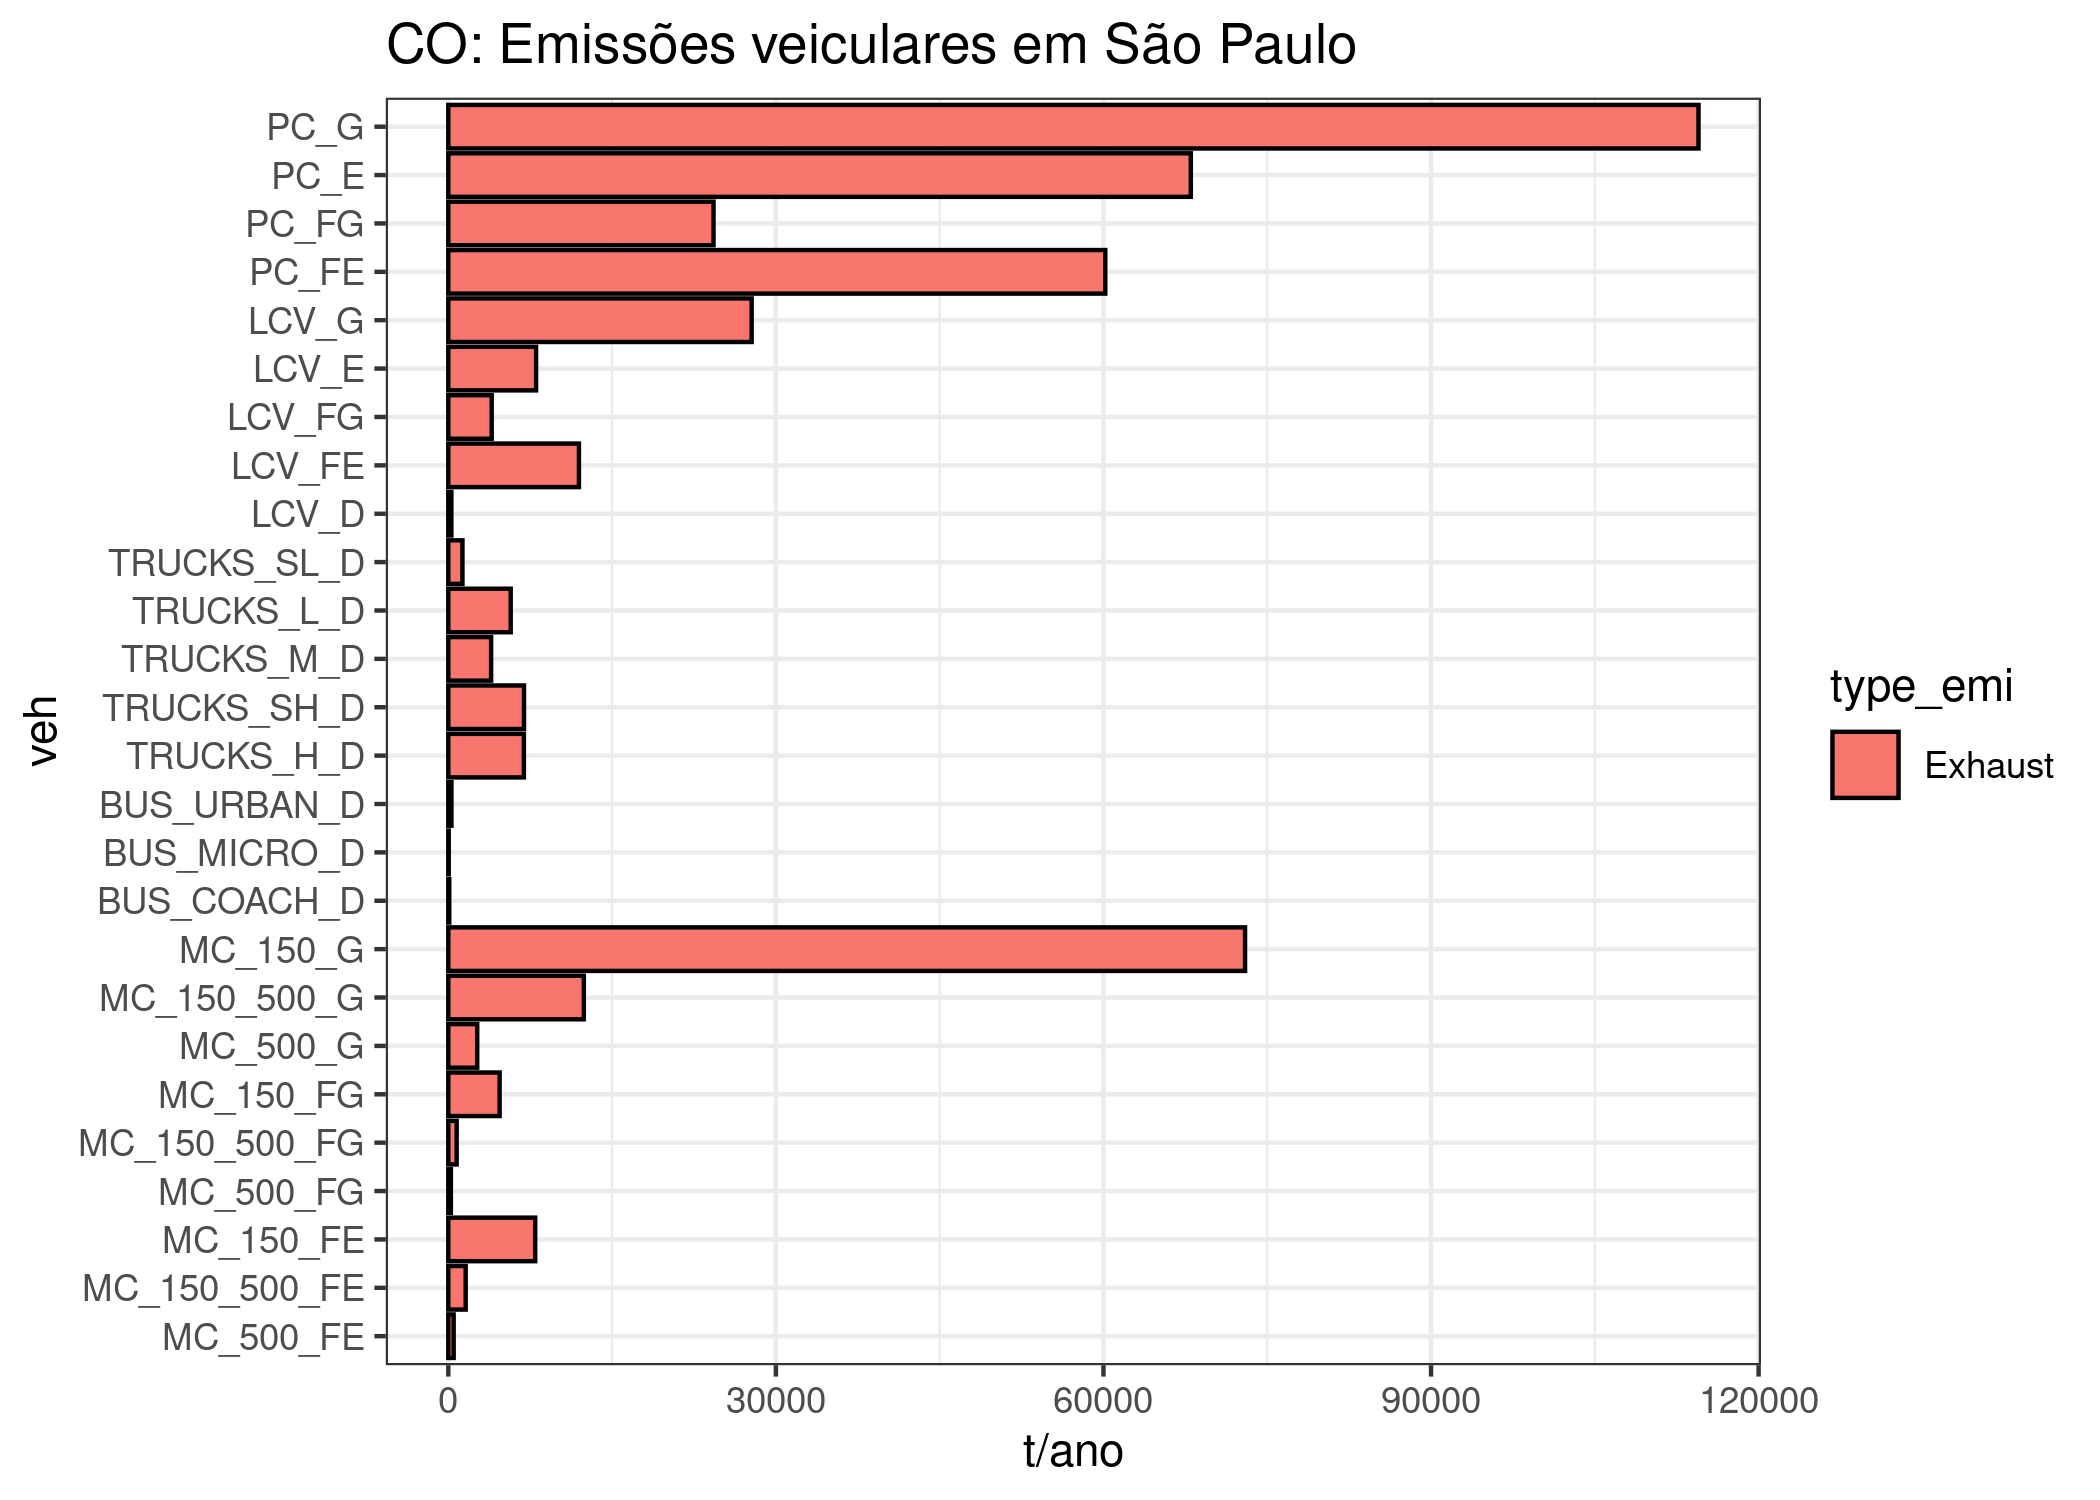 CO: Emissões veiculares em São Paulo
PC_G
PC_E
PC_FG
PC_FE
LCV_G
LCV_E
LCV_FG
LCV_FE
LCV_D
TRUCKS_SL_D
TRUCKS_L_D
TRUCKS_M_D
TRUCKS_SH_D
TRUCKS_H_D
BUS_URBAN_D
BUS_MICRO_D
BUS_COACH_D
MC_150_G
MC_150_500_G
MC_500_G
MC_150_FG
MC_150_500_FG
MC_500_FG
MC_150_FE
MC_150_500_FE
MC_500_FE
veh
0 30000 60000 90000 120000
t/ano
type_emi
Exhaust